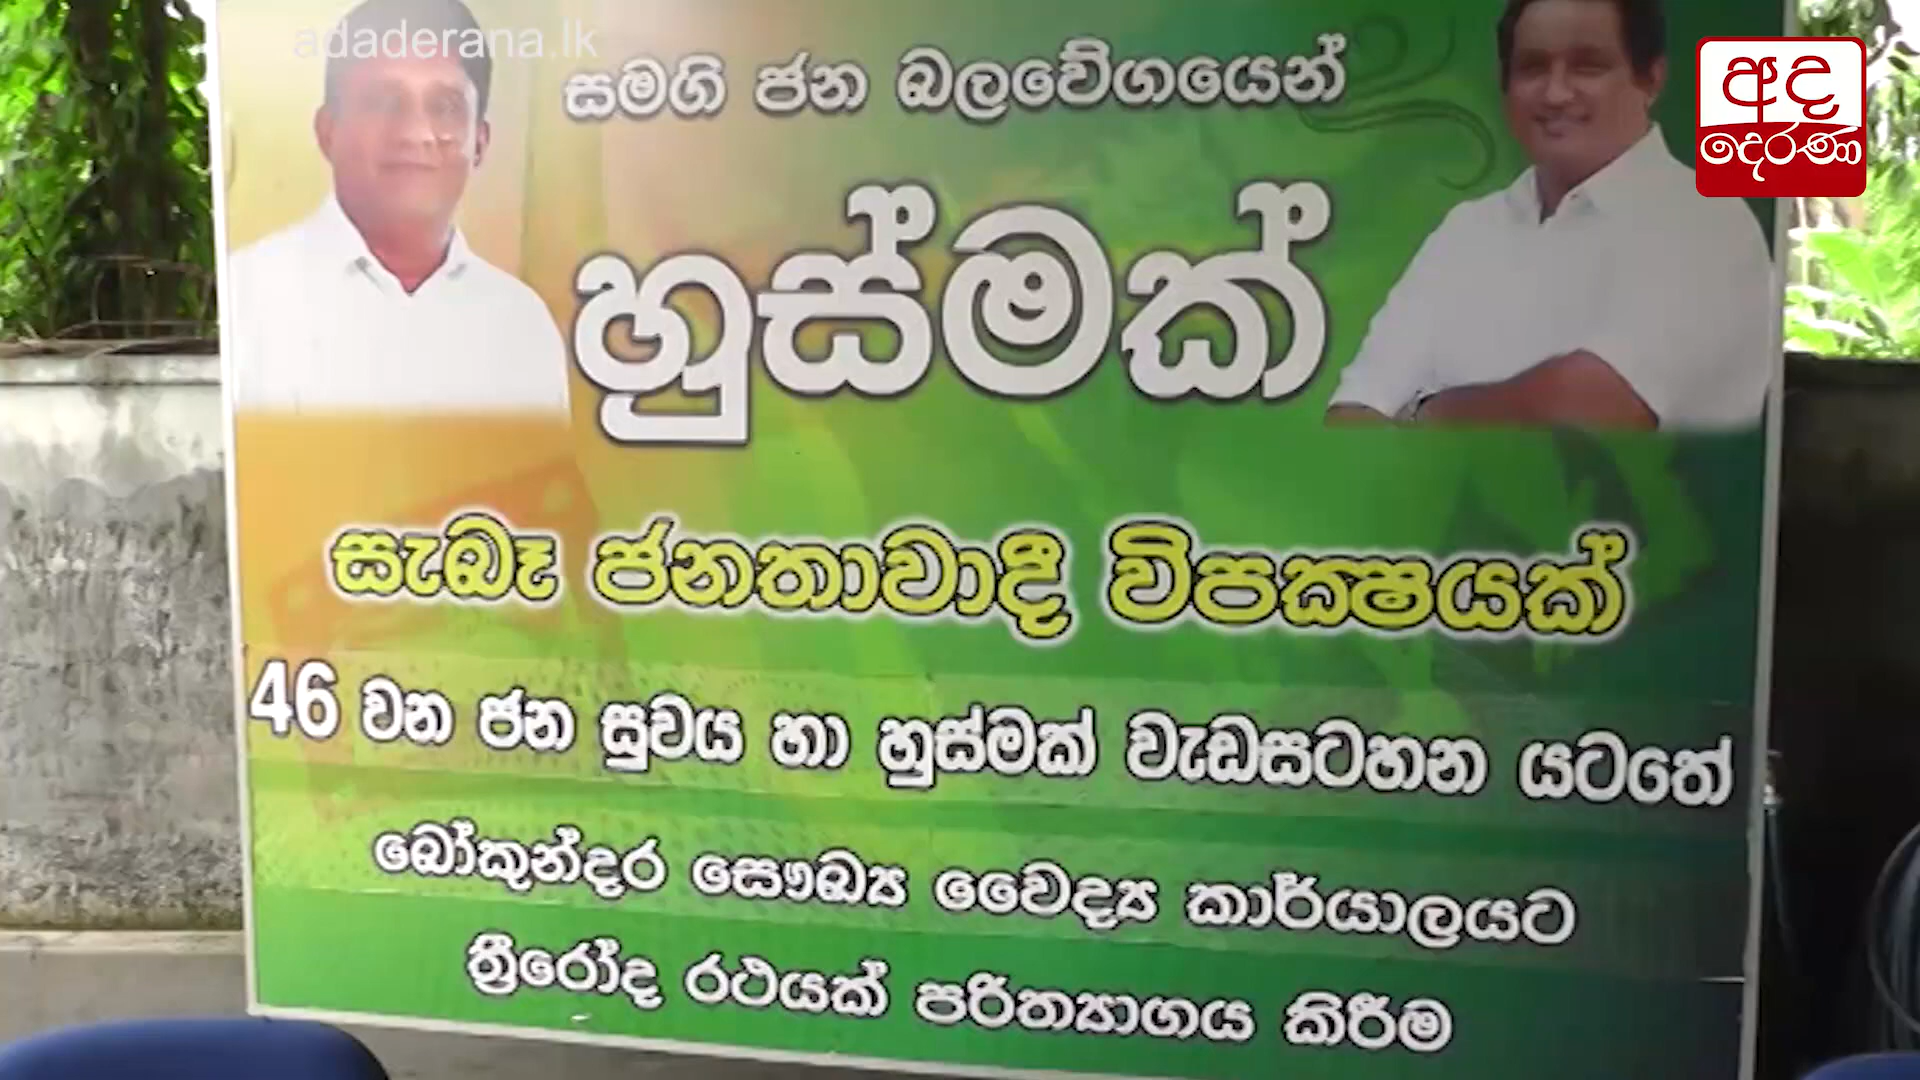 adaderana.lk
සමගි ජන බලවේගයෙන්
අද
දෙරණ
හුස්මක්
සැබෑ ජනතාවාදී විපක්ෂයක්
46 වන ජන සුවය හා හුස්මක් වැඩසටහන යටතේ
බෝකුන්දර සෞඛ්‍ය වෛද්‍ය කාර්යාලයට
ත්‍රීරෝද රථයක් පරිත්‍යාගය කිරීම